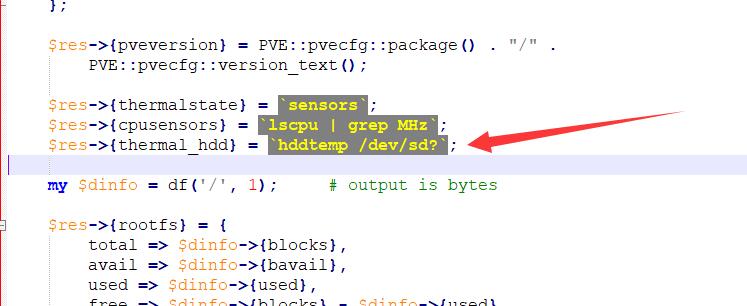 };
$res->{pveversion} = PVE::pvecfg::package() . "/" .
PVE::pvecfg::version_text();
$res->{thermalstate} = `sensors`;
$res->{cpusensors} = `lscpu | grep MHz`;
$res->{thermal_hdd} = `hddtemp /dev/sd?`;
my $dinfo = df('/', 1); # output is bytes
$res->{rootfs} = {
total => $dinfo->{blocks},
avail => $dinfo->{bavail},
used => $dinfo->{used},
free => $dinfo->{blocks} - $dinfo->{used}